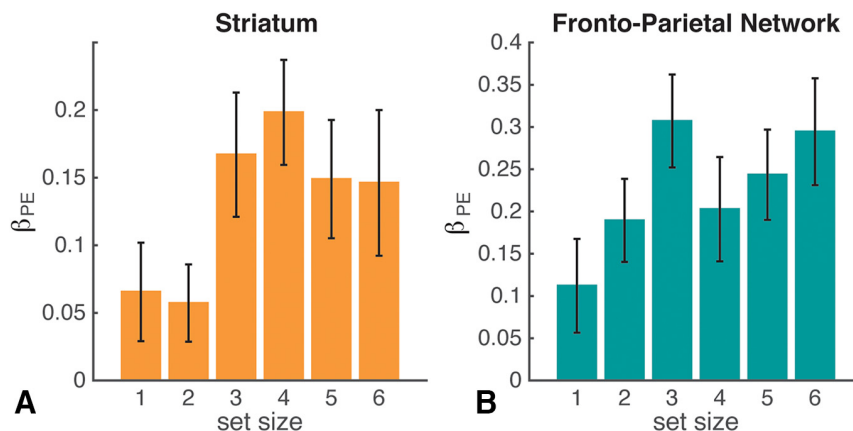 Striatum
0.2
0.15
0.1
0.05
0
βPE
1 2 3 4 5 6
set size
A
Fronto-Parietal Network
0.4
0.35
0.3
0.25
0.2
0.15
0.1
0.05
0
βPE
1 2 3 4 5 6
set size
B